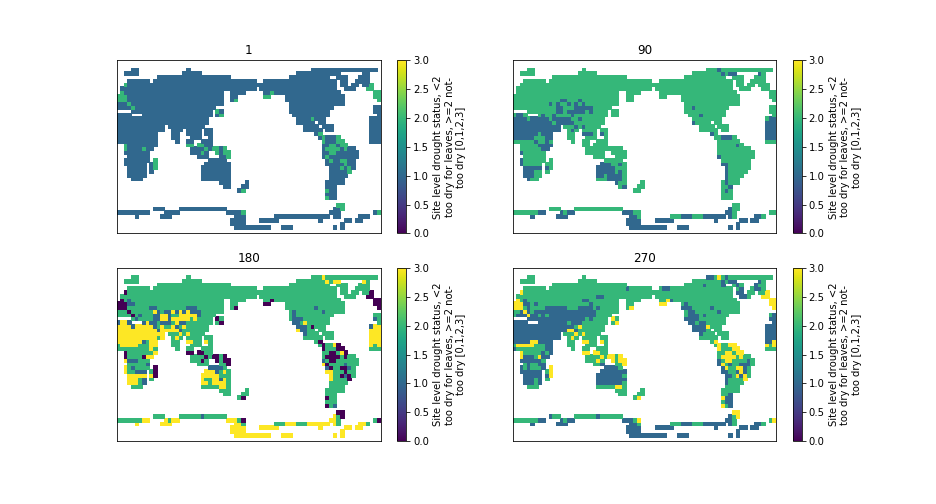 1
3.0
2.5
2.0
1.5
1.0
0.5
0.0
Site level drought status, <2
too dry for leaves, >=2 not-
too dry [0,1,2,3]
90
3.0
2.5
2.0
1.5
1.0
0.5
0.0
Site level drought status, <2
too dry for leaves, >=2 not-
too dry [0,1,2,3]
180
3.0
2.5
2.0
1.5
1.0
0.5
0.0
Site level drought status, <2
too dry for leaves, >=2 not-
too dry [0,1,2,3]
270
3.0
2.5
2.0
1.5
1.0
0.5
0.0
Site level drought status, <2
too dry for leaves, >=2 not-
too dry [0,1,2,3]